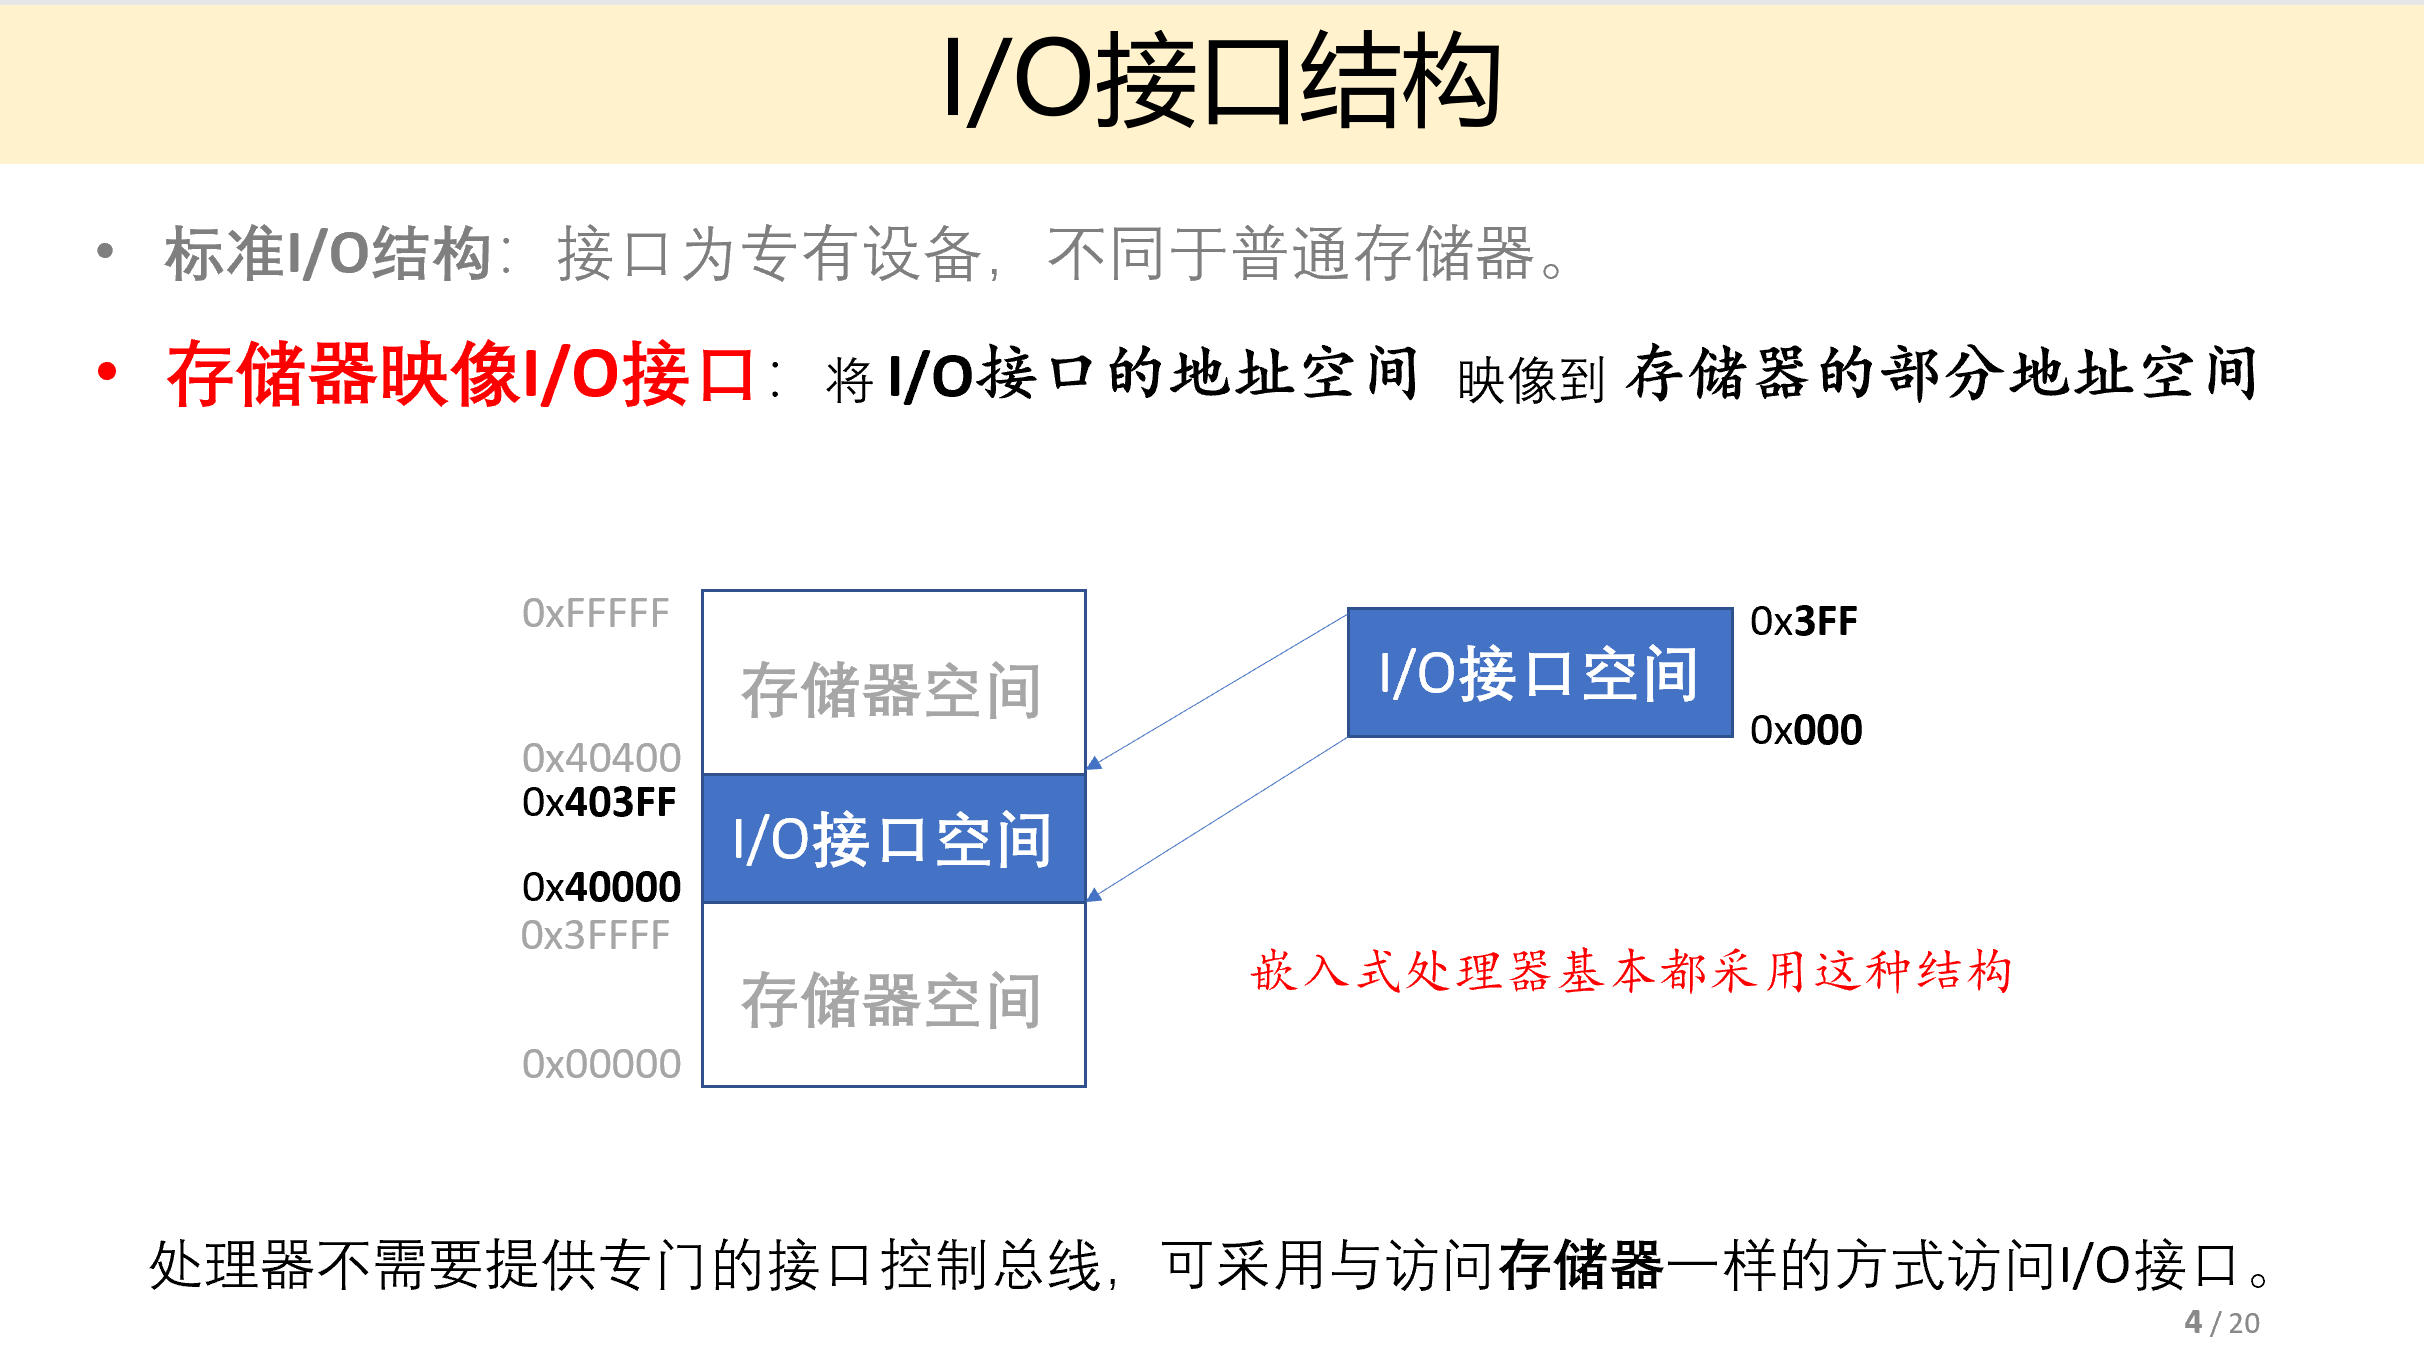 I/O接口结构
• 标准I/O结构：接口为专有设备，不同于普通存储器。
• 存储器映像I/O接口：将 I/O接口的地址空间 映像到 存储器的部分地址空间
0xFFFFF
存储器空间
0x40400
0x403FF
I/O接口空间
0x40000
0x3FFFF
存储器空间
0x00000
I/O接口空间
0x3FF
0x000
嵌入式处理器基本都采用这种结构
处理器不需要提供专门的接口控制总线，可采用与访问存储器一样的方式访问I/O接口。
4 / 20